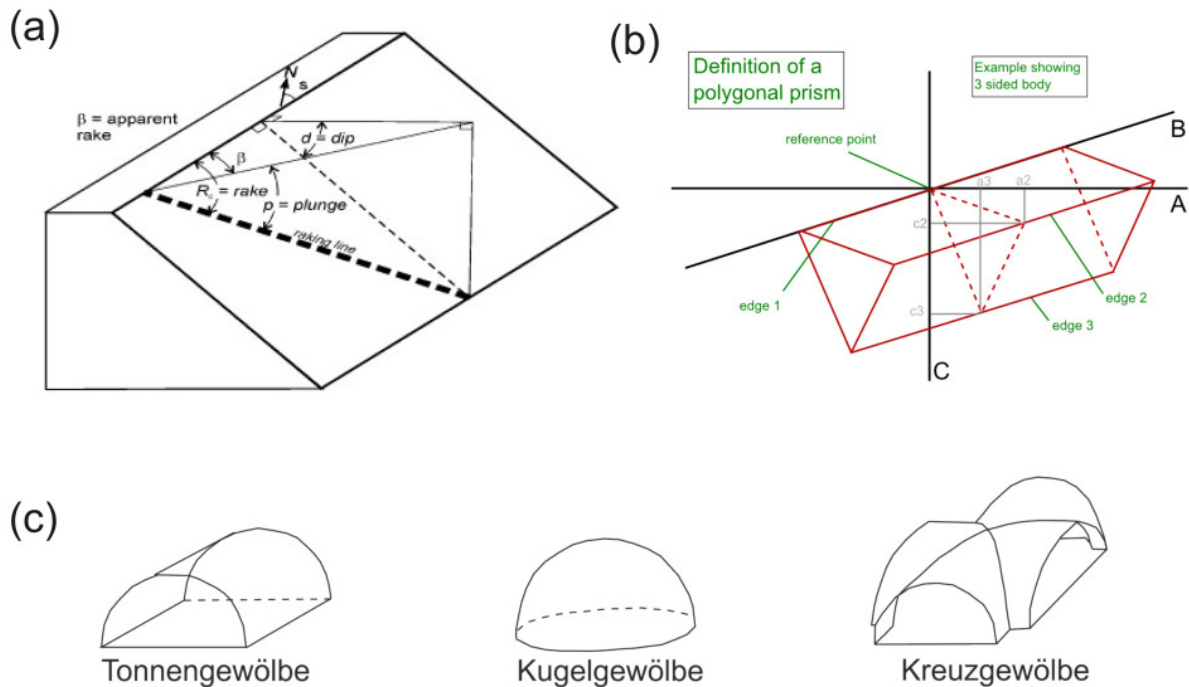 (a)
N
s
β = apparent
rake
d = dip
β
R = rake
p = plunge
raking line
(b)
Definition of a
polygonal prism
Example showing
3 sided body
B
reference point
a3
a2
A
c2
edge 1
edge 2
c3
edge 3
C
(c)
Tonnengewölbe
Kugelgewölbe
Kreuzgewölbe